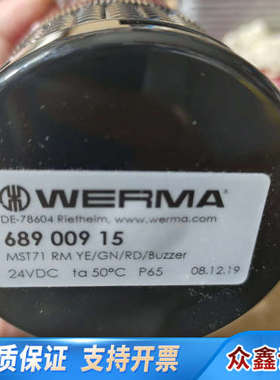 WERMA
DE-78604 Rietheim, www.werma.com
689 009 15
MST71 RM YE/GN/RD/Buzzer
24VDC ta 50°C P65 08.12.19
质保证 支持开票 众鑫